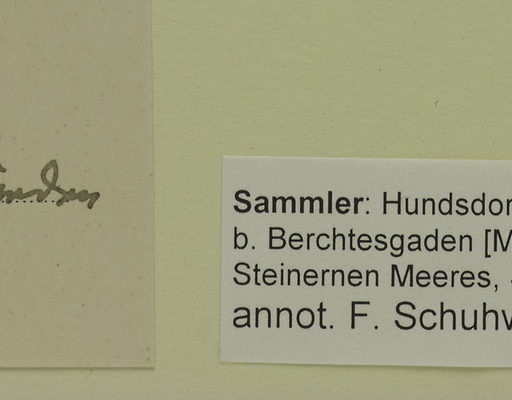 Sammler: Hundsdor
b. Berchtesgaden [M
Steinernen Meeres,
annot. F. Schuhw